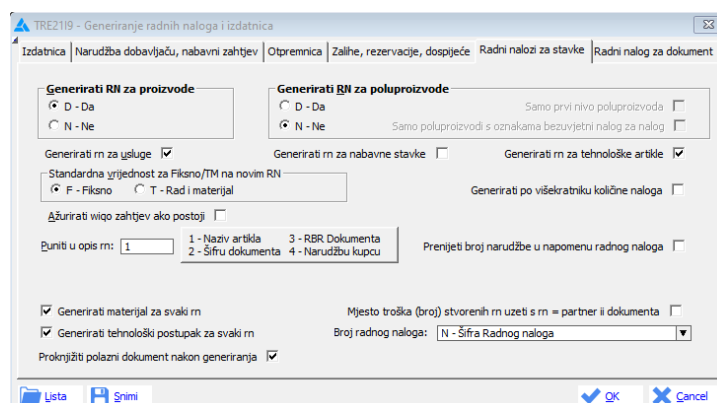 TRE21I9 - Generiranje radnih naloga i izdatnica
Izdatnica Narudžba dobavljaču, nabavni zahtjev Otpremnica Zalihe, rezervacije, dospijeće Radni nalozi za stavke Radni nalog za dokument
Generirati RN za proizvode
D - Da
N - Ne
Generirati RN za poluproizvode
D - Da Samo prvi nivo poluproizvoda
N - Ne Samo poluproizvodi s oznakama bezuvjetni nalog za nalog
Generirati rn za usluge Generirati rn za nabavne stavke Generirati rn za tehnološke artikle
Standardna vrijednost za Fiksno/TM na novim RN
F - Fiksno T - Rad i materijal
Generirati po višekratniku količine naloga
Ažurirati wiqo zahtjev ako postoji
Puniti u opis rn: 1
1 - Naziv artikla 3 - RBR Dokumenta
2 - Šifru dokumenta 4 - Narudžbu kupcu
Prenijeti broj narudžbe u napomenu radnog naloga
Generirati materijal za svaki rn Mjesto troška (broj) stvorenih rn uzeti s rn = partner ii dokumenta
Generirati tehnološki postupak za svaki rn Broj radnog naloga: N - Šifra Radnog naloga
Proknjižiti polazni dokument nakon generiranja
Lista Snimi OK Cancel